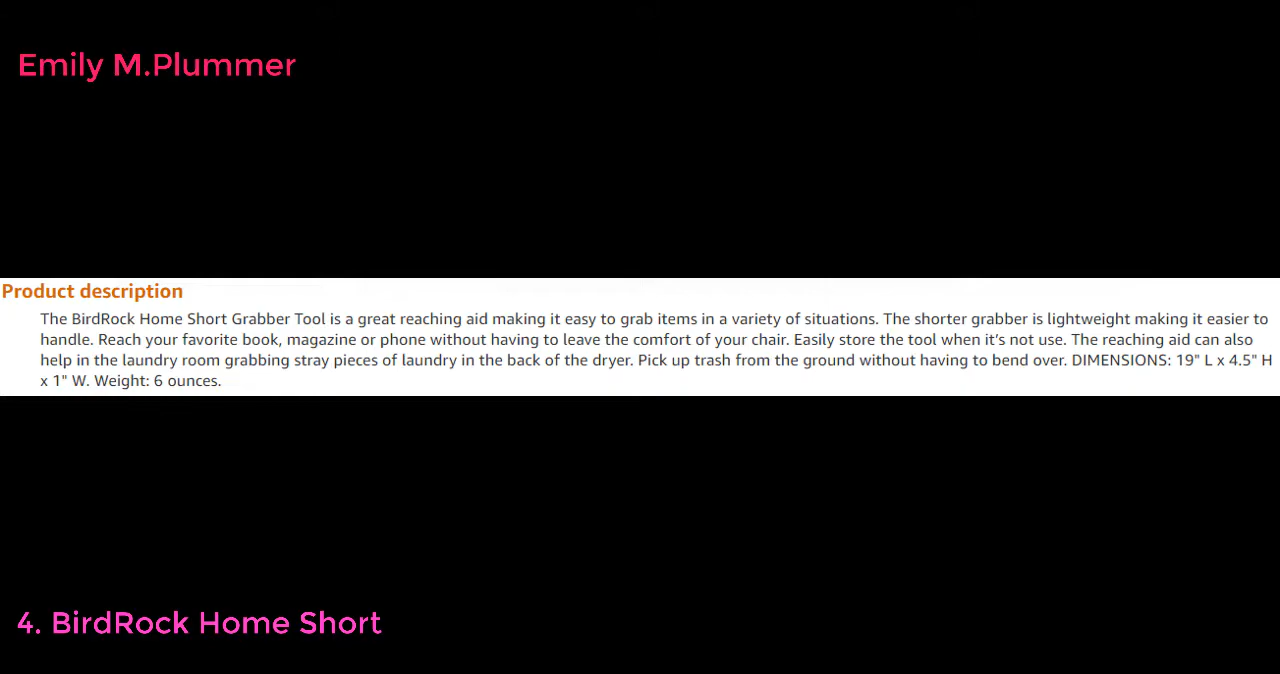 Emily M.Plummer
Product description
The BirdRock Home Short Grabber Tool is a great reaching aid making it easy to grab items in a variety of situations. The shorter grabber is lightweight making it easier to
handle. Reach your favorite book, magazine or phone without having to leave the comfort of your chair. Easily store the tool when it’s not use. The reaching aid can also
help in the laundry room grabbing stray pieces of laundry in the back of the dryer. Pick up trash from the ground without having to bend over. DIMENSIONS: 19" L x 4.5" H
x 1" W. Weight: 6 ounces.
4. BirdRock Home Short